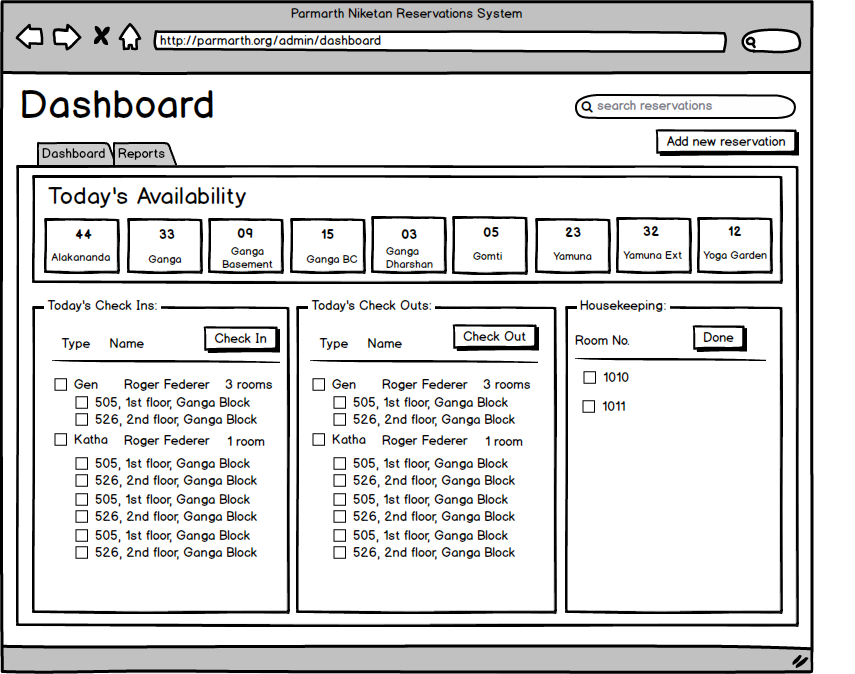 Parmarth Niketan Reservations System
http://parmarth.org/admin/dashboard
Dashboard
search reservations
Add new reservation
Dashboard
Reports
Today's Availability
44
Alakananda
33
Ganga
09
Ganga
Basement
15
Ganga BC
03
Ganga
Dharshan
05
Gomti
23
Yamuna
32
Yamuna Ext
12
Yoga Garden
Today's Check Ins:
Type Name
Check In
Gen Roger Federer 3 rooms
505, 1st floor, Ganga Block
526, 2nd floor, Ganga Block
Katha Roger Federer 1 room
505, 1st floor, Ganga Block
526, 2nd floor, Ganga Block
505, 1st floor, Ganga Block
526, 2nd floor, Ganga Block
505, 1st floor, Ganga Block
526, 2nd floor, Ganga Block
Today's Check Outs:
Type Name
Check Out
Gen Roger Federer 3 rooms
505, 1st floor, Ganga Block
526, 2nd floor, Ganga Block
Katha Roger Federer 1 room
505, 1st floor, Ganga Block
526, 2nd floor, Ganga Block
505, 1st floor, Ganga Block
526, 2nd floor, Ganga Block
505, 1st floor, Ganga Block
526, 2nd floor, Ganga Block
Housekeeping:
Room No.
Done
1010
1011